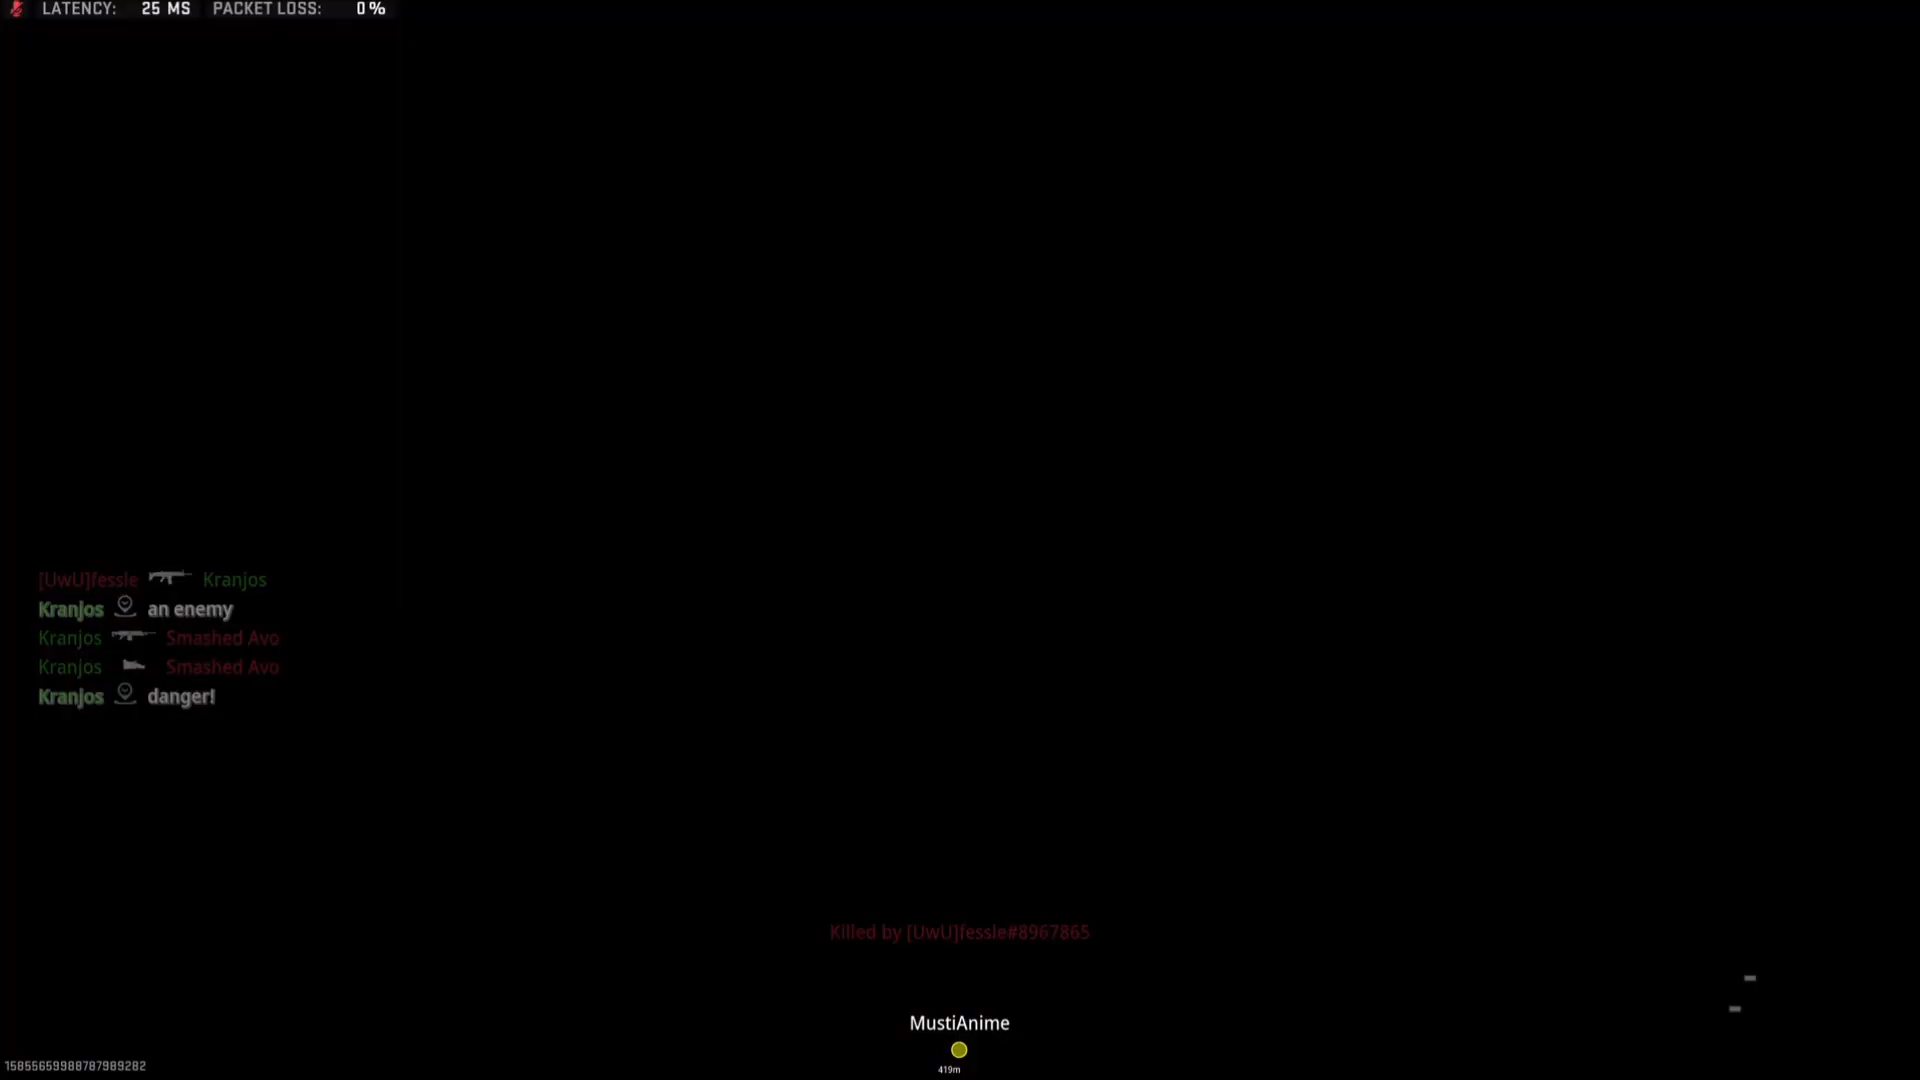 LATENCY: 25 MS PACKET LOSS: 0%
[UwU]fessle Kranjos
Kranjos an enemy
Kranjos Smashed Avo
Kranjos Smashed Avo
Kranjos danger!
Killed by [UwU]fessle#8967865
MustiAnime
419m
15855659988787989282